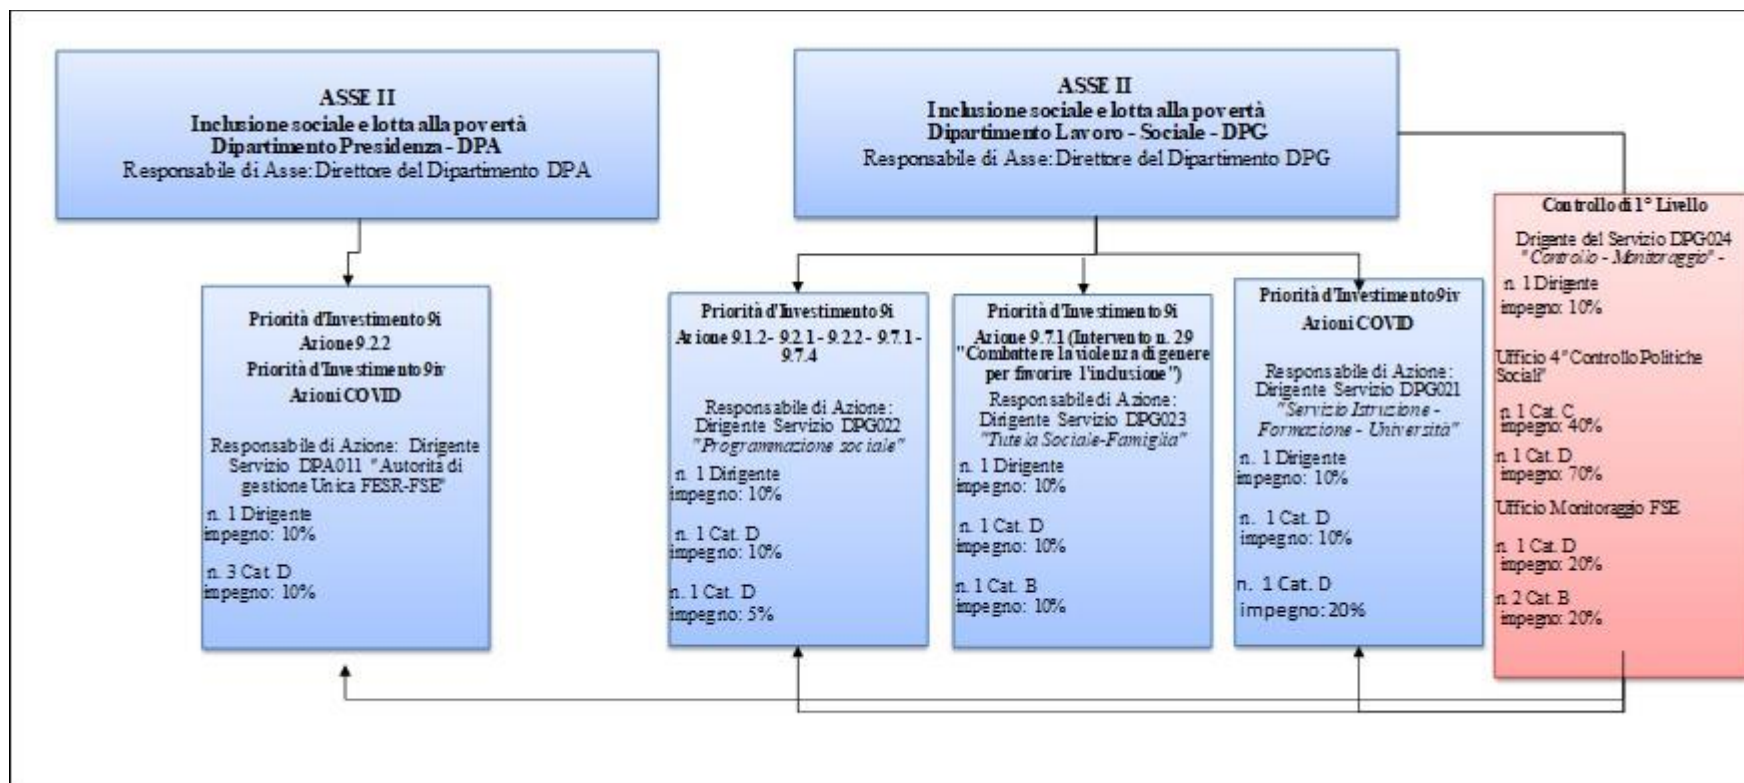 ASSE II
Inclusione sociale e lotta alla povertà
Dipartimento Presidenza - DPA
Responsabile di Asse: Direttore del Dipartimento DPA
ASSE II
Inclusione sociale e lotta alla povertà
Dipartimento Lavoro - Sociale - DPG
Responsabile di Asse: Direttore del Dipartimento DPG
Priorità d'Investimento 9i
Azione 9.2.2
Priorità d'Investimento 9iv
Azioni COVID
Responsabile di Azione: Dirigente
Servizio DPA011 "Autorità di
gestione Unica FESR-FSE"
n. 1 Dirigente
impegno: 10%
n. 3 Cat. D
impegno: 10%
Priorità d'Investimento 9i
Azione 9.1.2 - 9.2.1 - 9.2.2 - 9.7.1 -
9.7.4
Responsabile di Azione:
Dirigente Servizio DPG022
"Programmazione sociale"
n. 1 Dirigente
impegno: 10%
n. 1 Cat. D
impegno: 10%
n. 1 Cat. D
impegno: 5%
Priorità d'Investimento 9i
Azione 9.7.1 (Intervento n. 29
"Combattere la violenza di genere
per favorire l'inclusione")
Responsabile di Azione:
Dirigente Servizio DPG023
"Tutela Sociale-Famiglia"
n. 1 Dirigente
impegno: 10%
n. 1 Cat. D
impegno: 10%
n. 1 Cat. B
impegno: 10%
Priorità d'Investimento 9iv
Azioni COVID
Responsabile di Azione:
Dirigente Servizio DPG021
"Servizio Istruzione -
Formazione - Università"
n. 1 Dirigente
impegno: 10%
n. 1 Cat. D
impegno: 10%
n. 1 Cat. D
impegno: 20%
Controllo di 1° Livello
Drigente del Servizio DPG024
"Controllo - Monitoraggio" -
n. 1 Dirigente
impegno: 10%
Ufficio 4 "Controllo Politiche
Sociali"
n. 1 Cat. C
impegno: 40%
n. 1 Cat. D
impegno: 70%
Ufficio Monitoraggio FSE
n. 1 Cat. D
impegno: 20%
n. 2 Cat. B
impegno: 20%